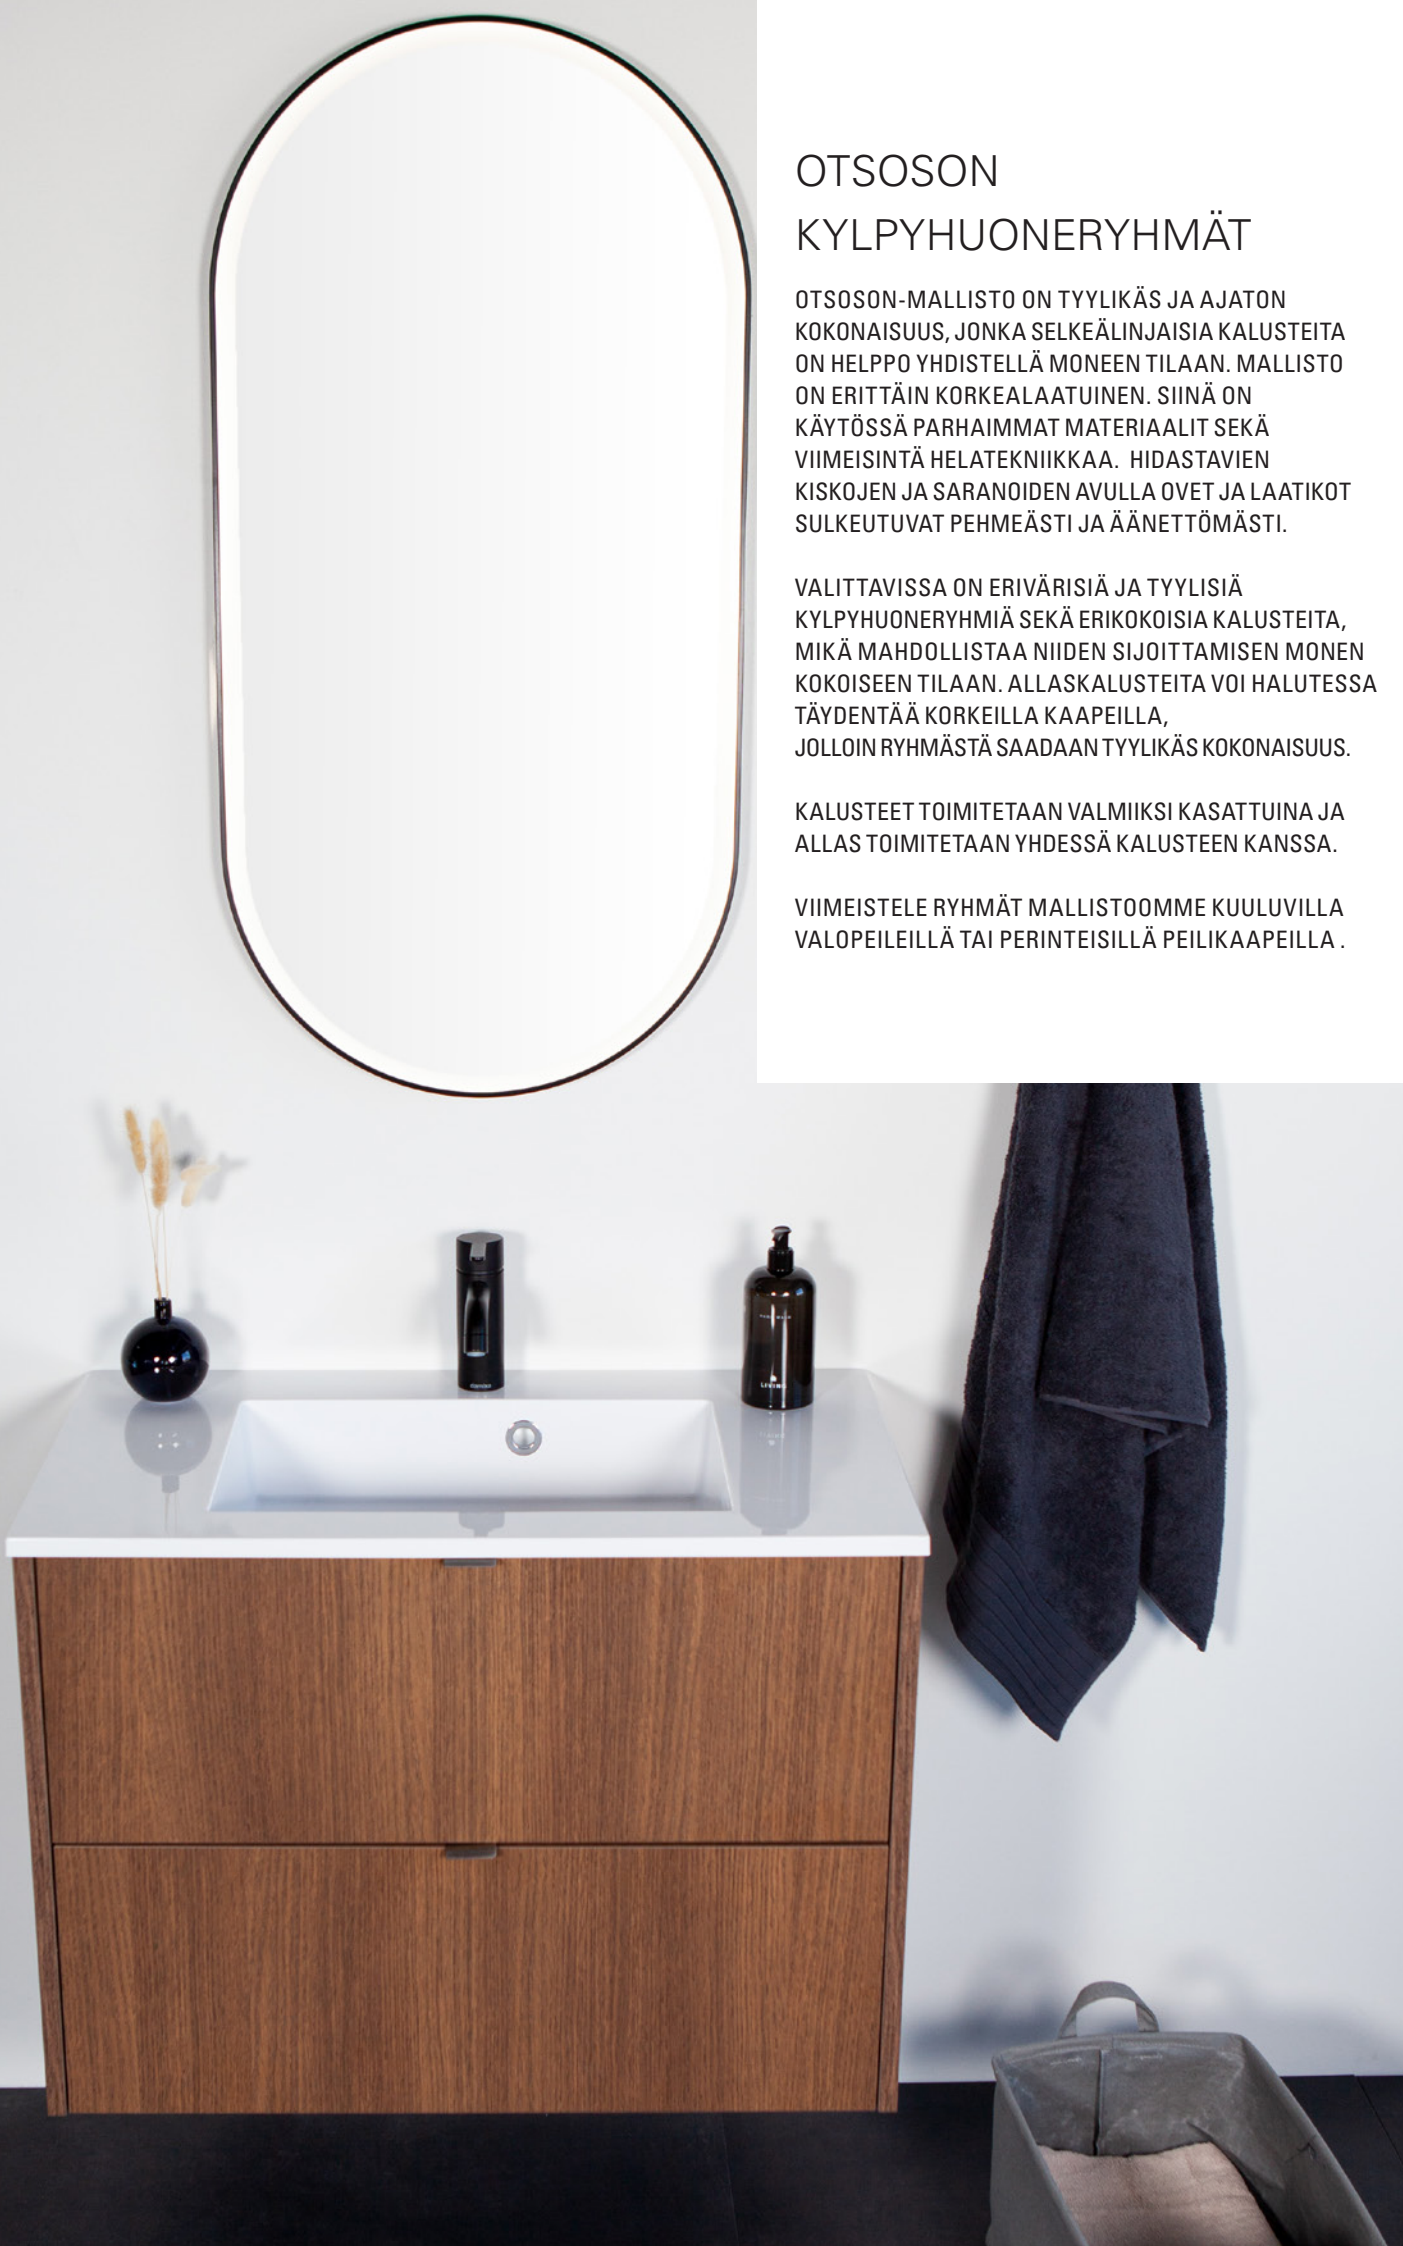 OTSOSON
KYLPYHUONERYHMÄT
OTSOSON-MALLISTO ON TYYLIKÄS JA AJATON
KOKONAISUUS, JONKA SELKEÄLINJAISIA KALUSTEITA
ON HELPPO YHDISTELLÄ MONEEN TILAAN. MALLISTO
ON ERITTÄIN KORKEALAATUINEN. SIINÄ ON
KÄYTÖSSÄ PARHAIMMAT MATERIAALIT SEKÄ
VIIMEISINTÄ HELATEKNIIKKAA. HIDASTAVIEN
KISKOJEN JA SARANOIDEN AVULLA OVET JA LAATIKOT
SULKEUTUVAT PEHMEÄSTI JA ÄÄNETTÖMÄSTI.
VALITTAVISSA ON ERIVÄRISIÄ JA TYYLISIÄ
KYLPYHUONERYHMIÄ SEKÄ ERIKOKOISIA KALUSTEITA,
MIKÄ MAHDOLLISTAA NIIDEN SIJOITTAMISEN MONEN
KOKOISEEN TILAAN. ALLASKALUSTEITA VOI HALUTESSA
TÄYDENTÄÄ KORKEILLA KAAPEILLA,
JOLLOIN RYHMÄSTÄ SAADAAN TYYLIKÄS KOKONAISUUS.
KALUSTEET TOIMITETAAN VALMIIKSI KASATTUINA JA
ALLAS TOIMITETAAN YHDESSÄ KALUSTEEN KANSSA.
VIIMEISTELE RYHMÄT MALLISTOOMME KUULUVILLA
VALOPEILEILLÄ TAI PERINTEISILLÄ PEILIKAAPEILLA .
LIVING